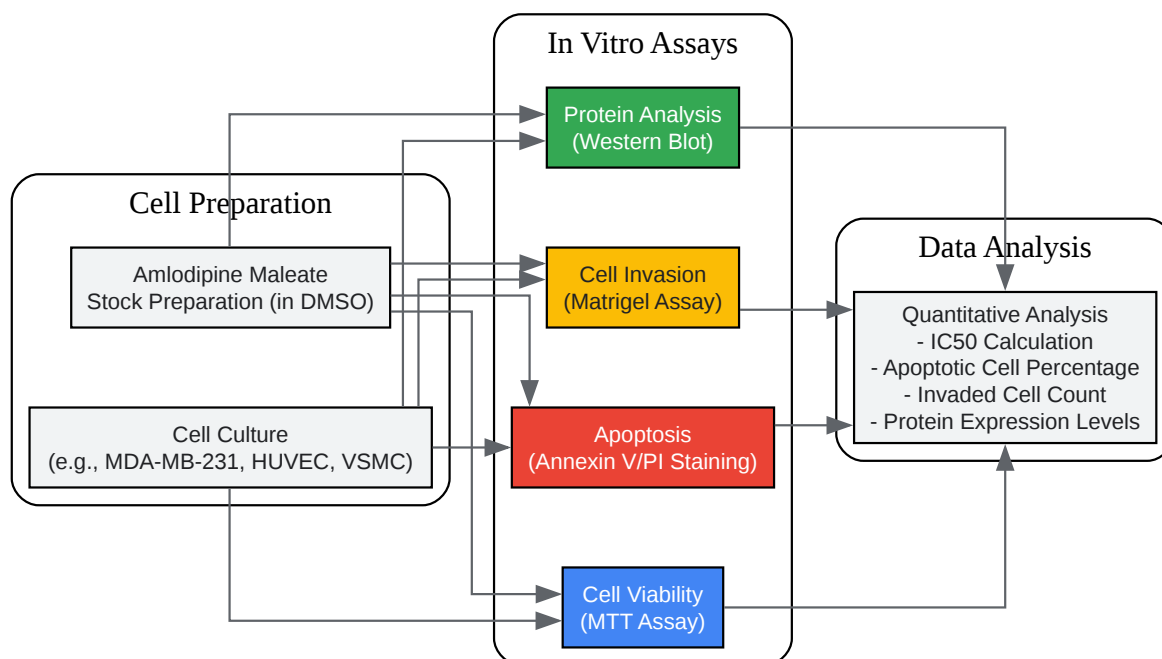 Cell Preparation
Amlodipine Maleate
Stock Preparation (in DMSO)
Cell Culture
(e.g., MDA-MB-231, HUVEC, VSMC)
In Vitro Assays
Protein Analysis
(Western Blot)
Cell Invasion
(Matrigel Assay)
Apoptosis
(Annexin V/PI Staining)
Cell Viability
(MTT Assay)
Data Analysis
Quantitative Analysis
- IC50 Calculation
- Apoptotic Cell Percentage
- Invaded Cell Count
- Protein Expression Levels